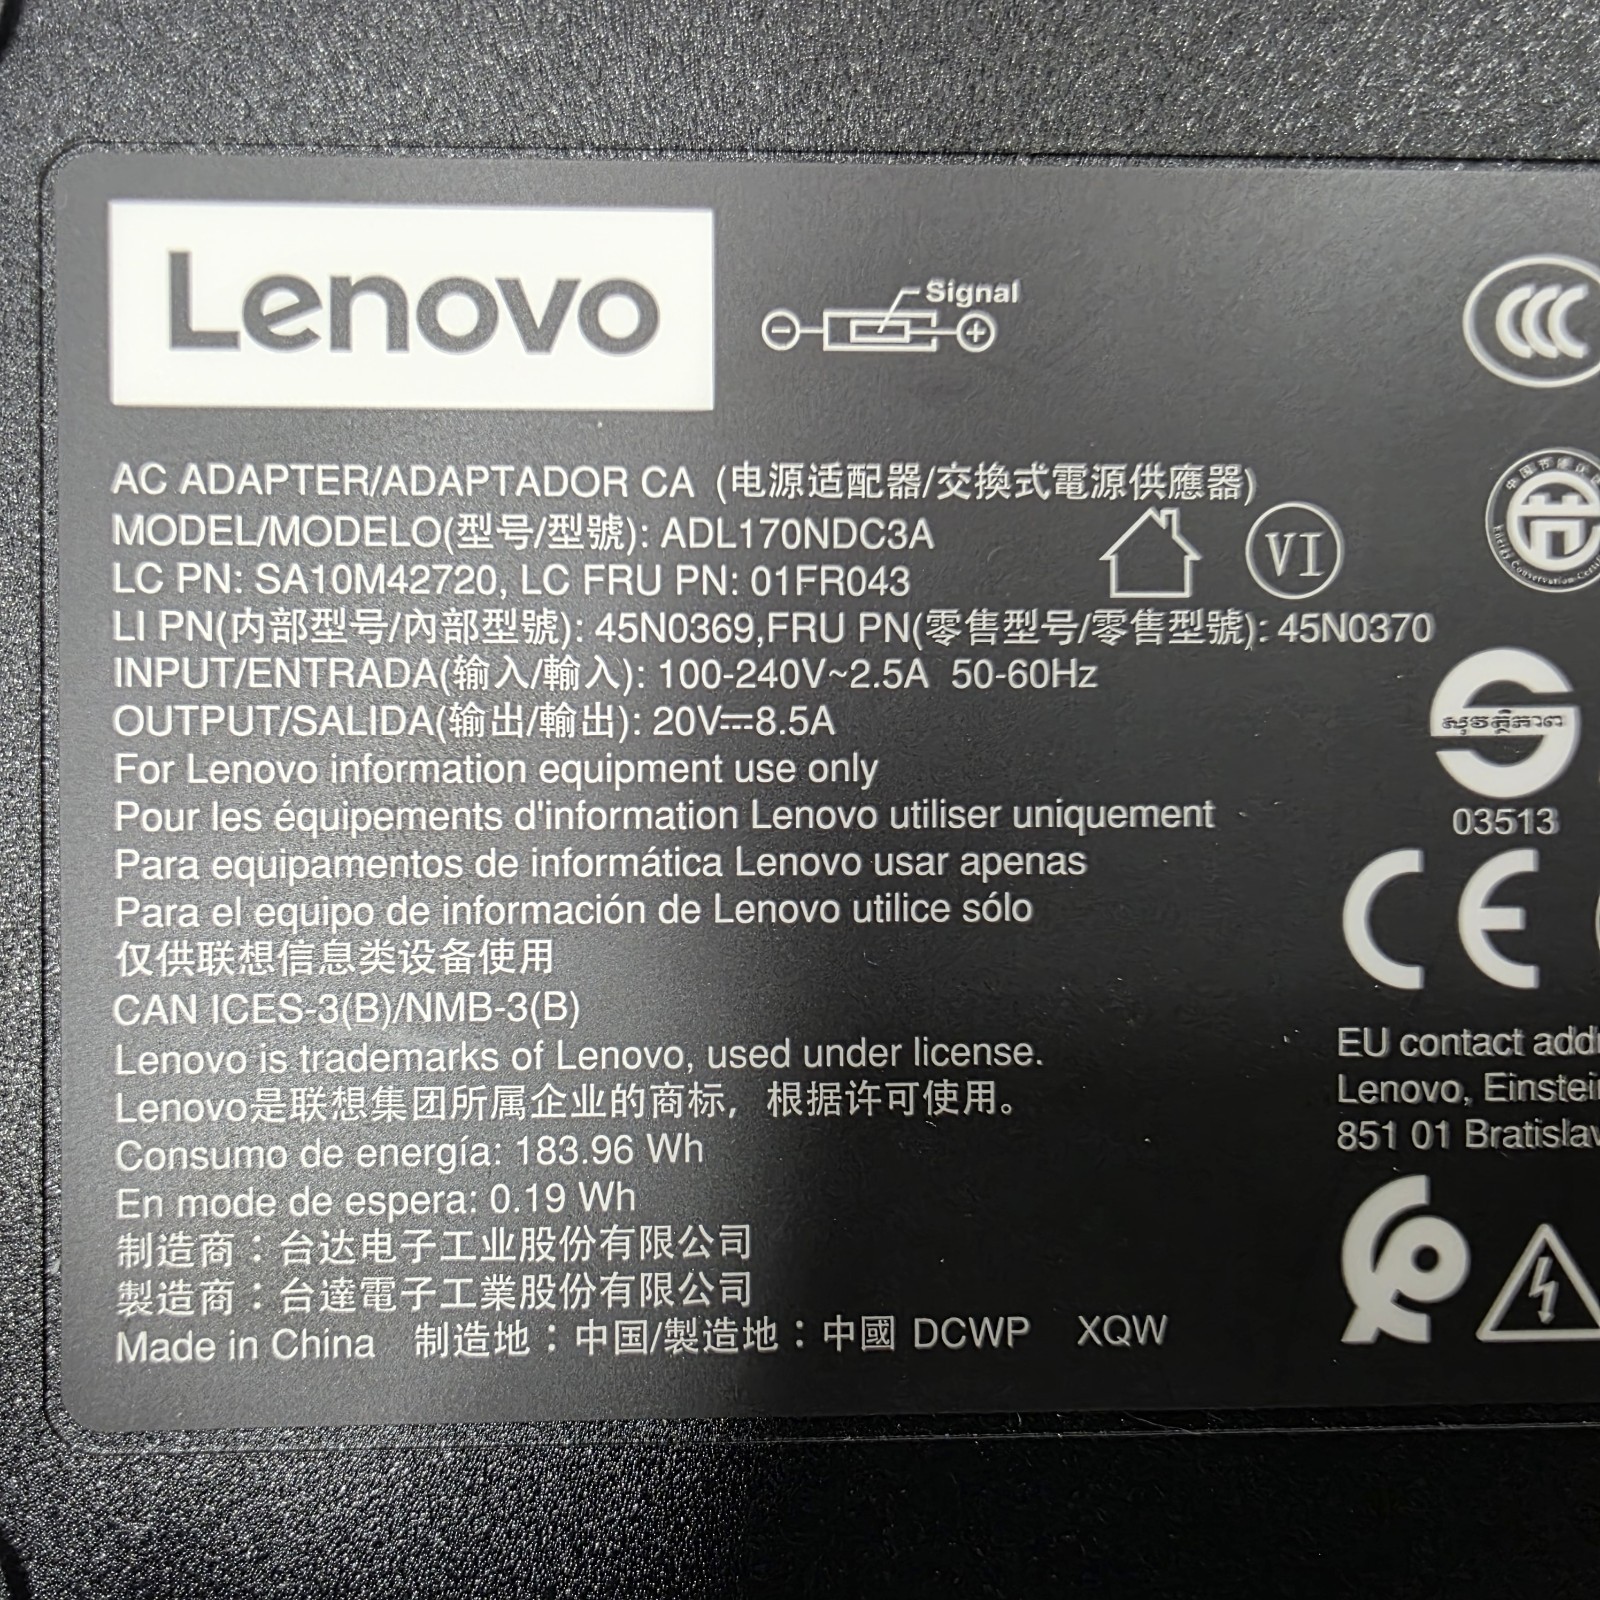 Lenovo
Signal
AC ADAPTER/ADAPTADOR CA (电源适配器/交換式電源供應器)
MODEL/MODELO(型号/型號): ADL170NDC3A
VI
LC PN: SA10M42720, LC FRU PN: 01FR043
LI PN(内部型号/內部型號): 45N0369,FRU PN(零售型号/零售型號): 45N0370
INPUT/ENTRADA(输入/輸入): 100-240V~2.5A 50-60Hz
OUTPUT/SALIDA(输出/輸出): 20V⎓8.5A
03513
For Lenovo information equipment use only
Pour les équipements d'information Lenovo utiliser uniquement
Para equipamentos de informática Lenovo usar apenas
Para el equipo de información de Lenovo utilice sólo
仅供联想信息类设备使用
CE
CAN ICES-3(B)/NMB-3(B)
Lenovo is trademarks of Lenovo, used under license.
Lenovo是联想集团所属企业的商标，根据许可使用。
Consumo de energía: 183.96 Wh
En mode de espera: 0.19 Wh
制造商：台达电子工业股份有限公司
製造商：台達電子工業股份有限公司
Made in China 制造地：中国/製造地：中國 DCWP XQW
EU contact
Lenovo,
851 01